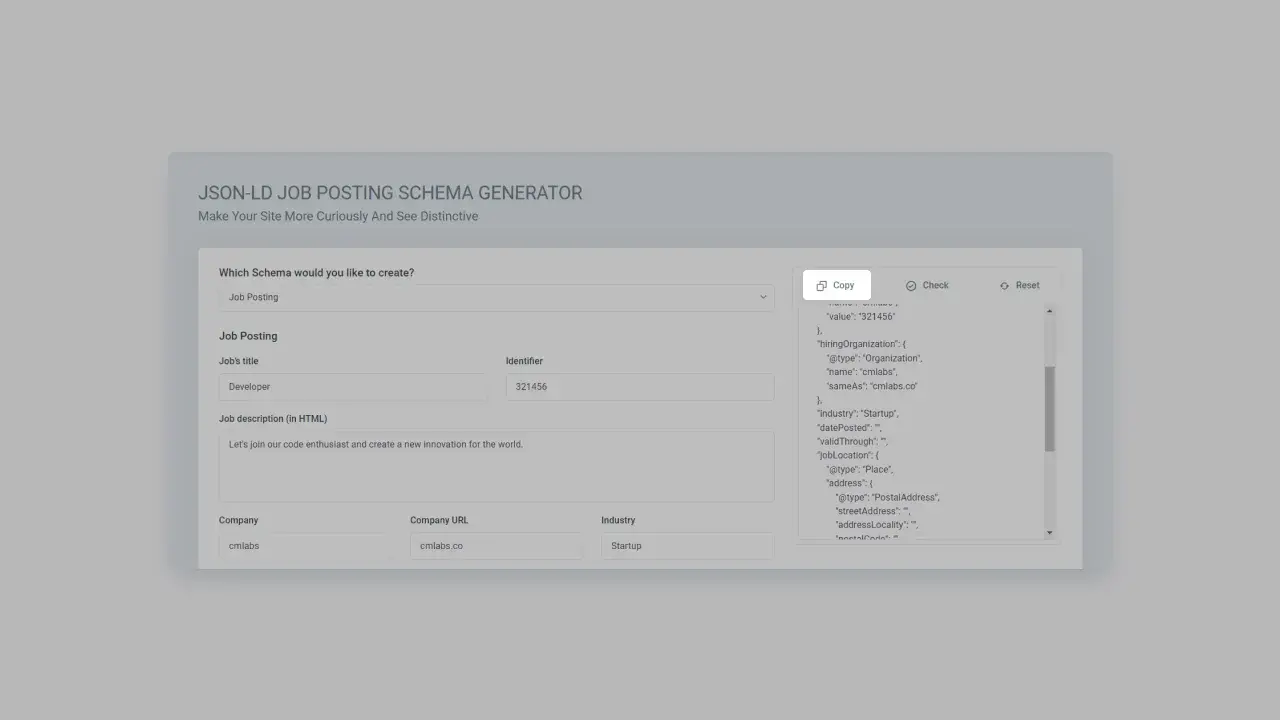 JSON-LD JOB POSTING SCHEMA GENERATOR
Make Your Site More Curiously And See Distinctive
Which Schema would you like to create?
Job Posting
Job Posting
Job's title
Identifier
Developer
321456
Job description (in HTML)
Let's join our code enthusiast and create a new innovation for the world.
Company
Company URL
Industry
cmlabs
cmlabs.co
Startup
Copy
Check
Reset
"value": "321456"
},
"hiringOrganization": {
"@type": "Organization",
"name": "cmlabs",
"sameAs": "cmlabs.co"
},
"industry": "Startup",
"datePosted": "",
"validThrough": "",
"jobLocation": {
"@type": "Place",
"address": {
"@type": "PostalAddress",
"streetAddress": "",
"addressLocality": "",